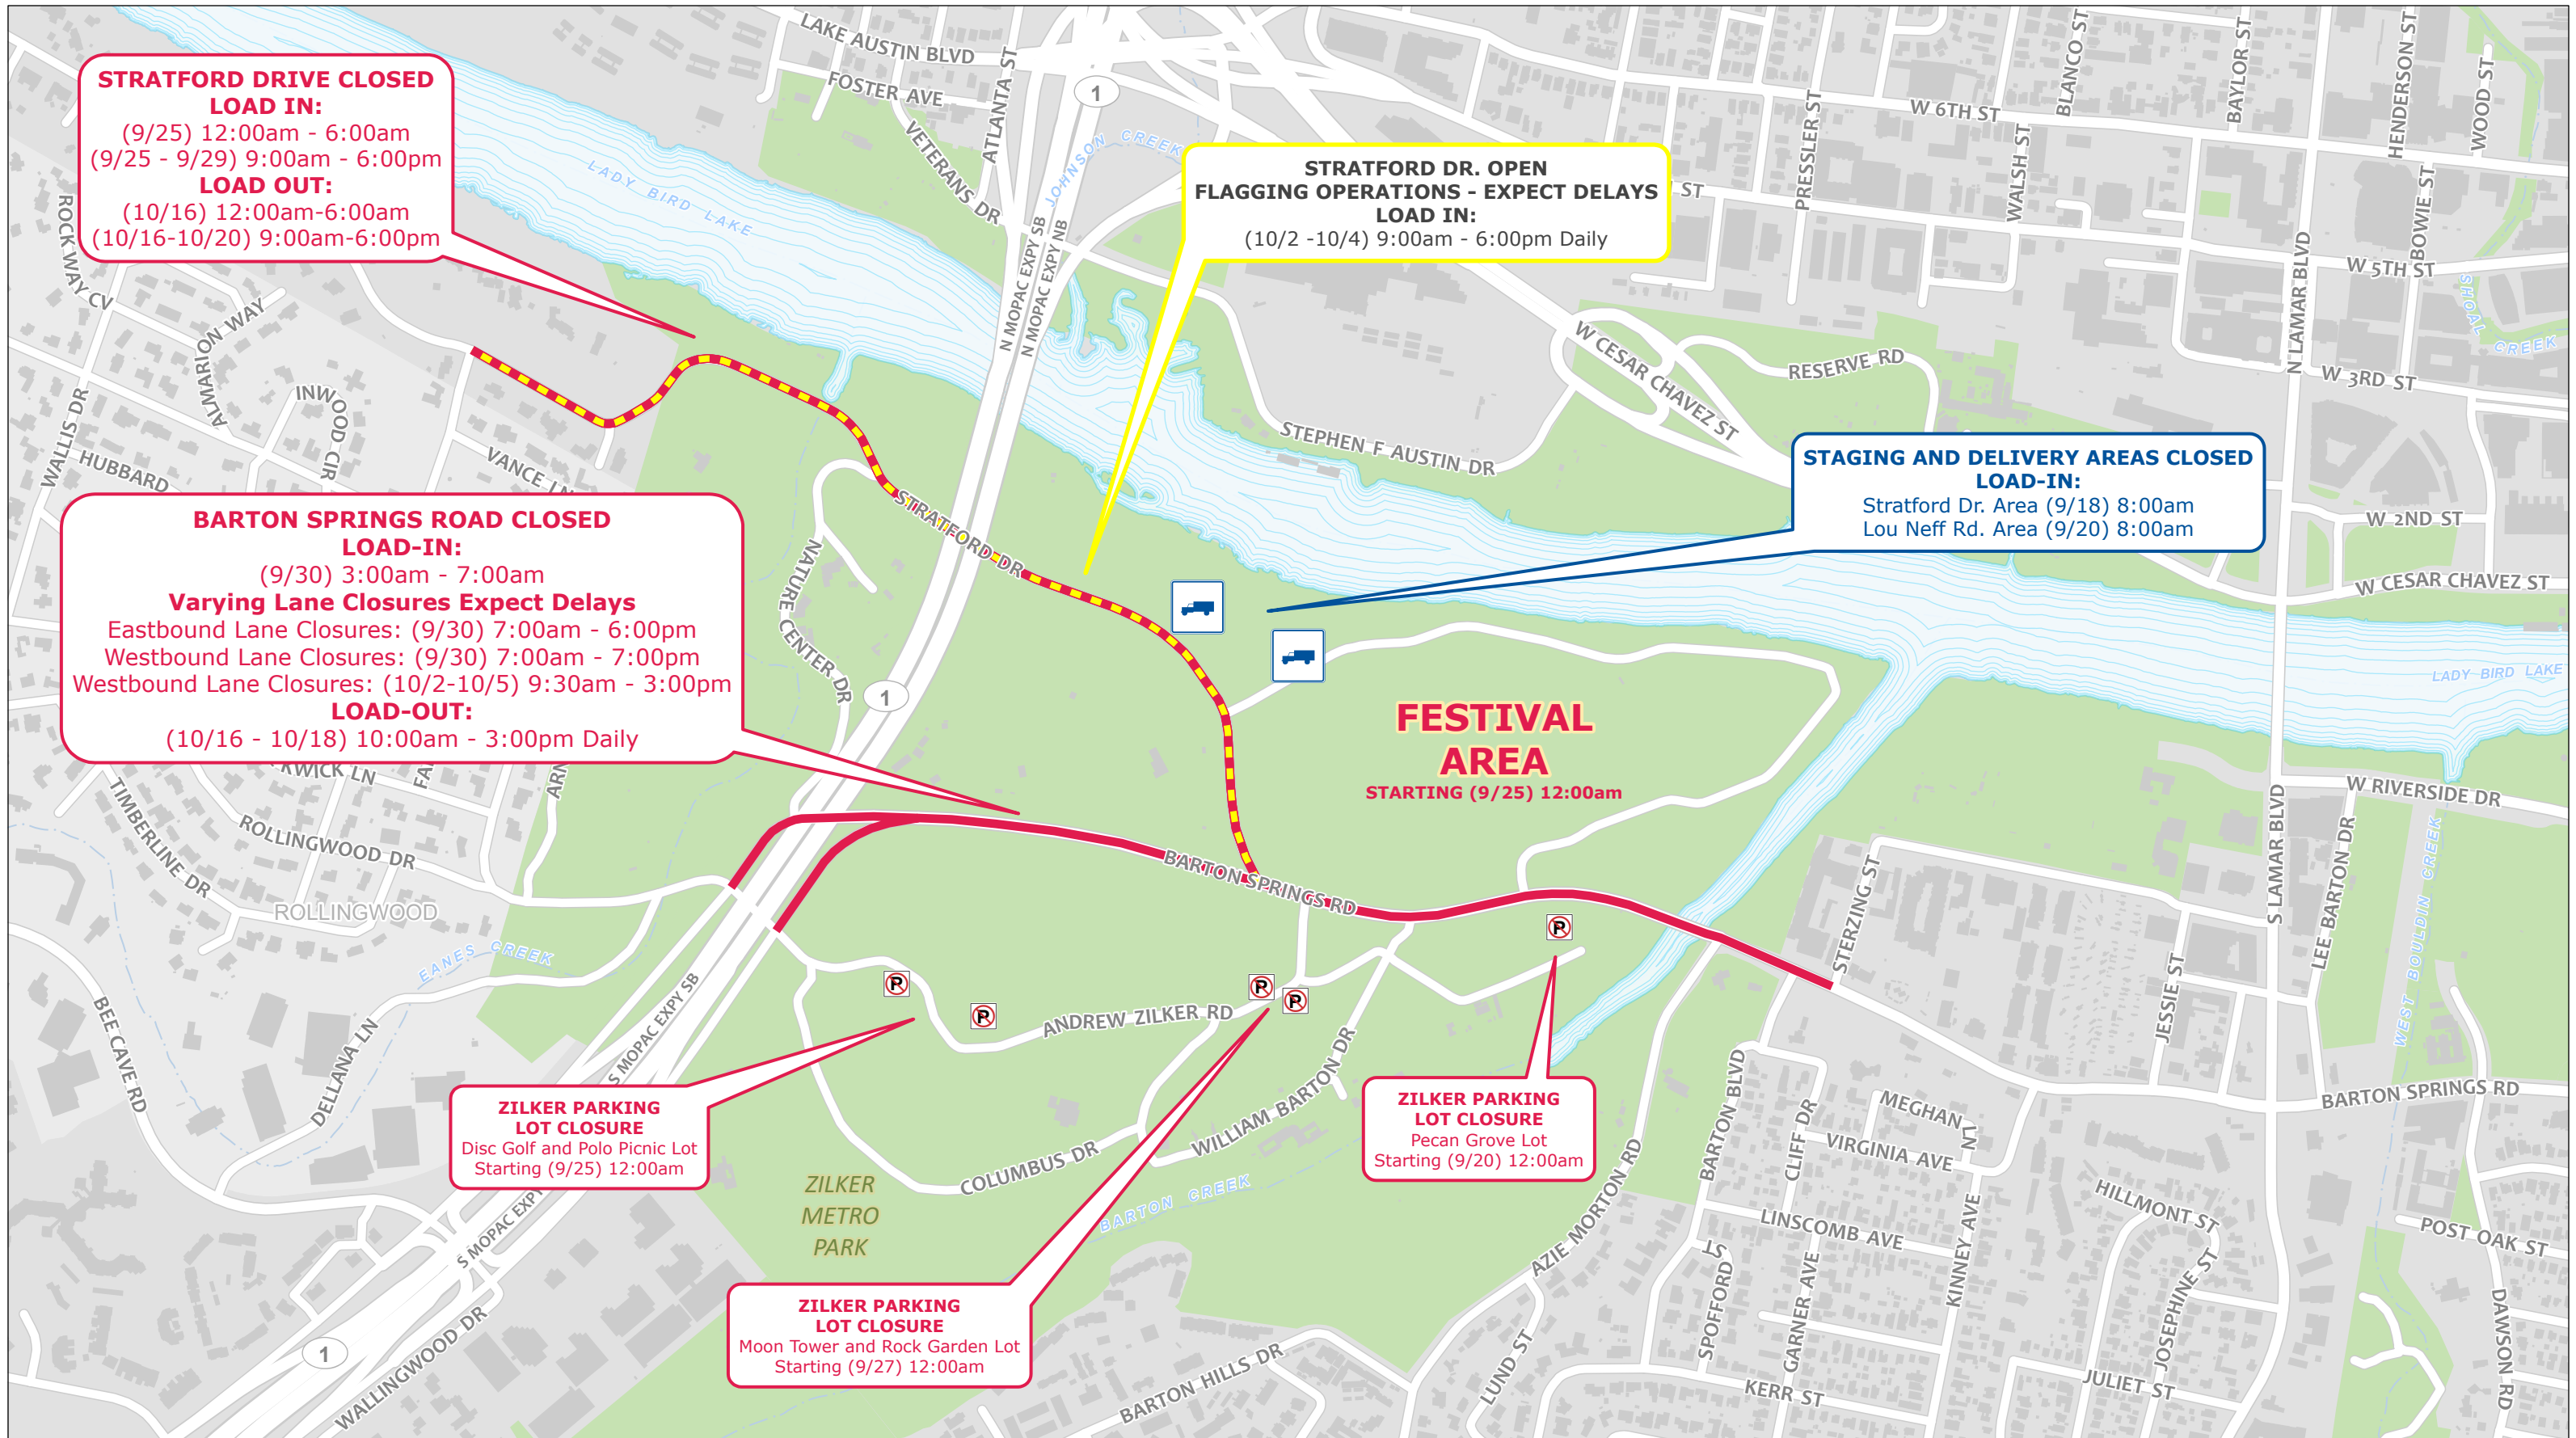 LAKE AUSTIN BLVD
FOSTER AVE
ATLANTA ST
VETERANS DR
1
JOHNSON CREEK
W 6TH ST
BLANCO ST
BAYLOR ST
HENDERSON ST
WOOD ST
PRESSLER ST
WALSH ST
BOWIE ST
ST
W 5TH ST
SHOAL CREEK
N LAMAR BLVD
W 3RD ST
STRATFORD DRIVE CLOSED
LOAD IN:
(9/25) 12:00am - 6:00am
(9/25 - 9/29) 9:00am - 6:00pm
LOAD OUT:
(10/16) 12:00am-6:00am
(10/16-10/20) 9:00am-6:00pm
STRATFORD DR. OPEN
FLAGGING OPERATIONS - EXPECT DELAYS
LOAD IN:
(10/2 -10/4) 9:00am - 6:00pm Daily
LADY BIRD LAKE
N MOPAC EXPY SB
N MOPAC EXPY NB
ROCK WAY CV
ALMARION WAY
INWOOD CIR
WALLIS DR
HUBBARD
VANCE LN
W CESAR CHAVEZ ST
RESERVE RD
STEPHEN F AUSTIN DR
STAGING AND DELIVERY AREAS CLOSED
LOAD-IN:
Stratford Dr. Area (9/18) 8:00am
Lou Neff Rd. Area (9/20) 8:00am
W 2ND ST
W CESAR CHAVEZ ST
LADY BIRD LAKE
STRATFORD DR
NATURE CENTER DR
BARTON SPRINGS ROAD CLOSED
LOAD-IN:
(9/30) 3:00am - 7:00am
Varying Lane Closures Expect Delays
Eastbound Lane Closures: (9/30) 7:00am - 6:00pm
Westbound Lane Closures: (9/30) 7:00am - 7:00pm
Westbound Lane Closures: (10/2-10/5) 9:30am - 3:00pm
LOAD-OUT:
(10/16 - 10/18) 10:00am - 3:00pm Daily
1
FESTIVAL
AREA
STARTING (9/25) 12:00am
W RIVERSIDE DR
S LAMAR BLVD
LEE BARTON DR
WEST BOULDIN CREEK
KWICK LN
FA
ARN
TIMBERLINE DR
ROLLINGWOOD DR
ROLLINGWOOD
EANES CREEK
BARTON SPRINGS RD
STERZING ST
JESSIE ST
P
P
P
P
P
ANDREW ZILKER RD
S MOPAC EXPY SB
BEE CAVE RD
DELLANA LN
WILLIAM BARTON DR
COLUMBUS DR
BARTON CREEK
ZILKER PARKING
LOT CLOSURE
Disc Golf and Polo Picnic Lot
Starting (9/25) 12:00am
ZILKER PARKING
LOT CLOSURE
Pecan Grove Lot
Starting (9/20) 12:00am
ZILKER
METRO
PARK
ZILKER PARKING
LOT CLOSURE
Moon Tower and Rock Garden Lot
Starting (9/27) 12:00am
BARTON SPRINGS RD
BARTON BLVD
CLIFF DR
MEGHAN LN
VIRGINIA AVE
AZIE MORTON RD
LINSCOMB AVE
HILLMONT ST
POST OAK ST
SPOFFORD ST
GARNER AVE
KINNEY AVE
JOSEPHINE ST
DAWSON RD
S MOPAC EXPY
1
WALLINGWOOD DR
BARTON HILLS DR
LUND ST
KERR ST
JULIET ST